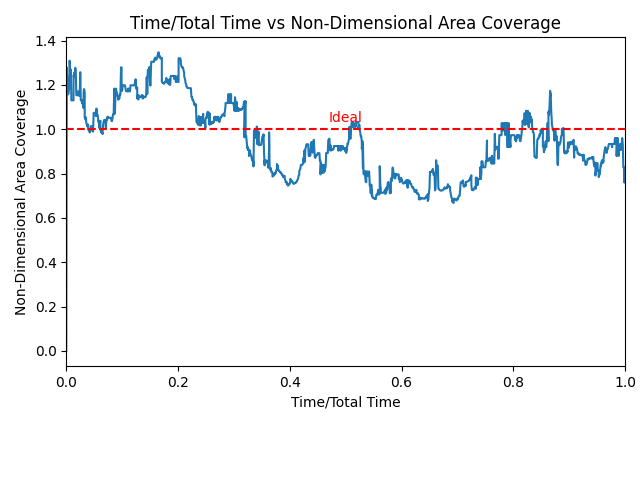 Time/Total Time vs Non-Dimensional Area Coverage
Non-Dimensional Area Coverage
1.4
1.2
1.0
0.8
0.6
0.4
0.2
0.0
Ideal
0.0 0.2 0.4 0.6 0.8 1.0
Time/Total Time